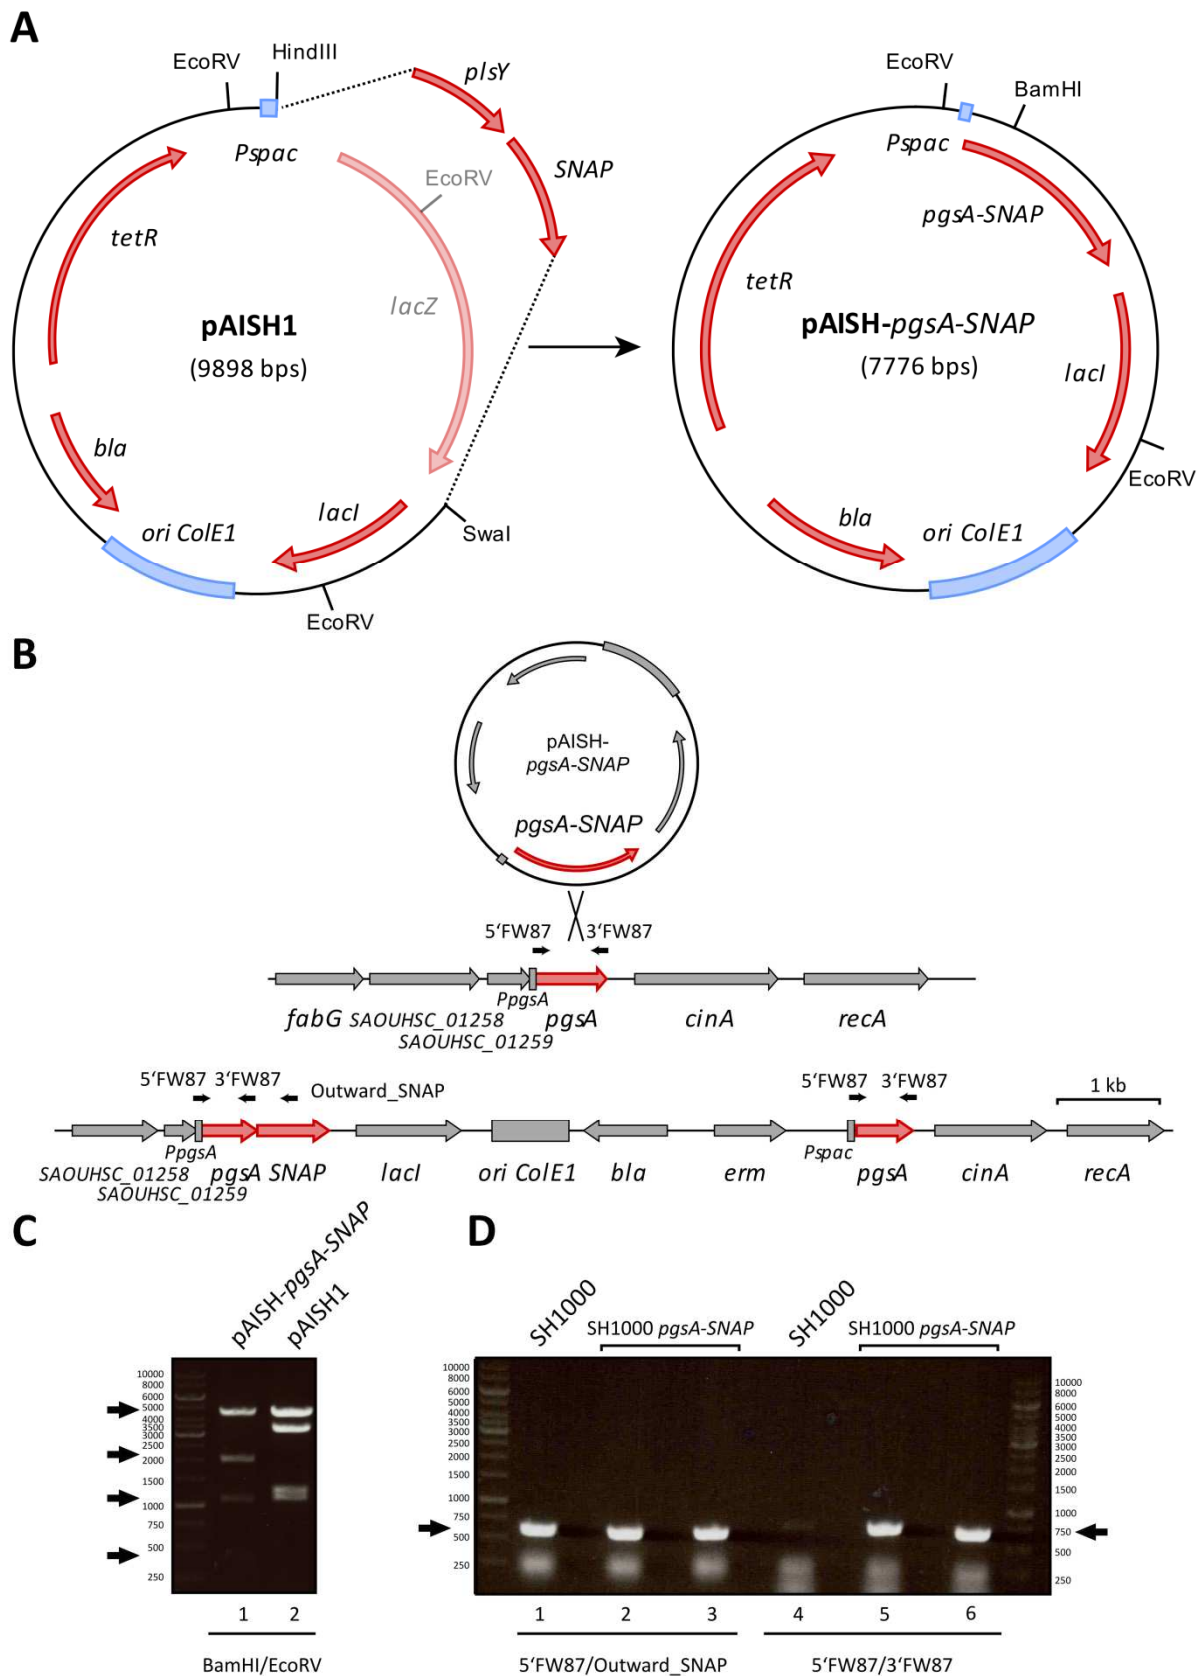 A
EcoRV
HindIII
plsY
SNAP
Pspac
EcoRV
tetR
lacZ
pAISH1
(9898 bps)
bla
ori ColE1
lacI
SwaI
EcoRV
EcoRV
BamHI
Pspac
pgsA-SNAP
tetR
pAISH-pgsA-SNAP
(7776 bps)
lacI
EcoRV
bla
ori ColE1
B
pAISH-
pgsA-SNAP
pgsA-SNAP
5‘FW87 3‘FW87
PpgsA
fabG SAOUHSC_01258 pgsA cinA recA
SAOUHSC_01259
5‘FW87 3‘FW87 Outward_SNAP 5‘FW87 3‘FW87 1 kb
PpgsA Pspac
SAOUHSC_01258 pgsA SNAP lacI ori ColE1 bla erm pgsA cinA recA
SAOUHSC_01259
C
pAISH-pgsA-SNAP
pAISH1
10000
8000
6000
5000
4000
3500
3000
2500
2000
1500
1000
750
500
250
1 2
BamHI/EcoRV
D
SH1000
SH1000 pgsA-SNAP
SH1000
SH1000 pgsA-SNAP
10000
8000
6000
5000
4000
3500
3000
2500
2000
1500
1000
750
500
250
10000
8000
6000
5000
4000
3500
3000
2500
2000
1500
1000
750
500
250
1 2 3 4 5 6
5‘FW87/Outward_SNAP
5‘FW87/3‘FW87